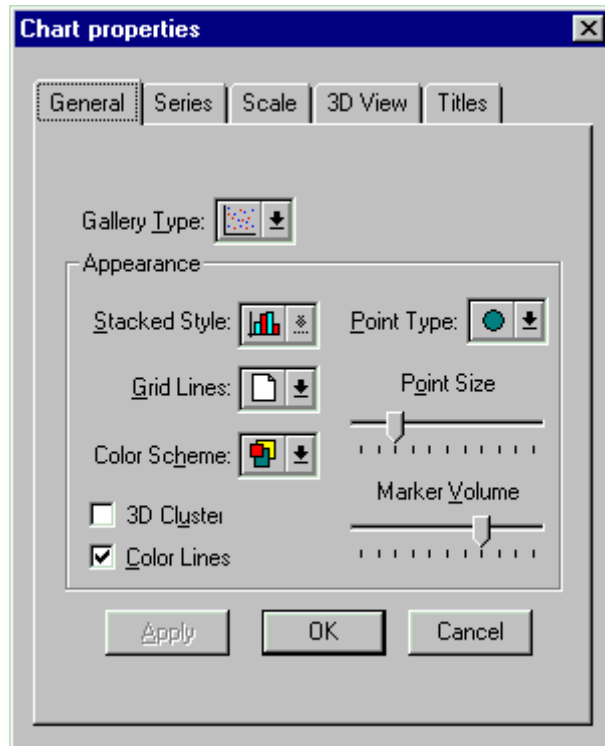 Chart properties
General Series Scale 3D View Titles
Gallery Type:
Appearance
Stacked Style: Point Type:
Grid Lines: Point Size
Color Scheme:
Marker Volume
3D Cluster
Color Lines
Apply OK Cancel